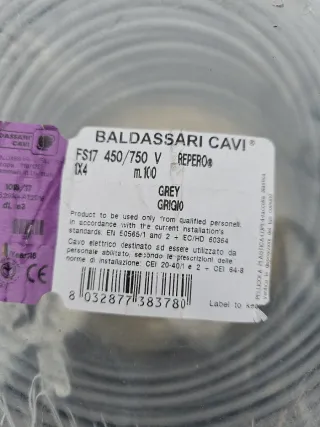 BALDASSARI CAVI®
FS17 450/750 V REPERO®
1X4 m.100
GREY
GRIGIO
Product to be used only from qualified personell
in accordance with the current installation's
standards. EN 50565/1 and 2 - EC/HD 60364
Cavo elettrico destinato ad essere utilizzato da
personale abilitato, secondo le prescrizioni delle
norme di installazione: CEI 20-40/1 e 2 - CEI 64-8
8 032877 383780
Label to
CAVI
CE